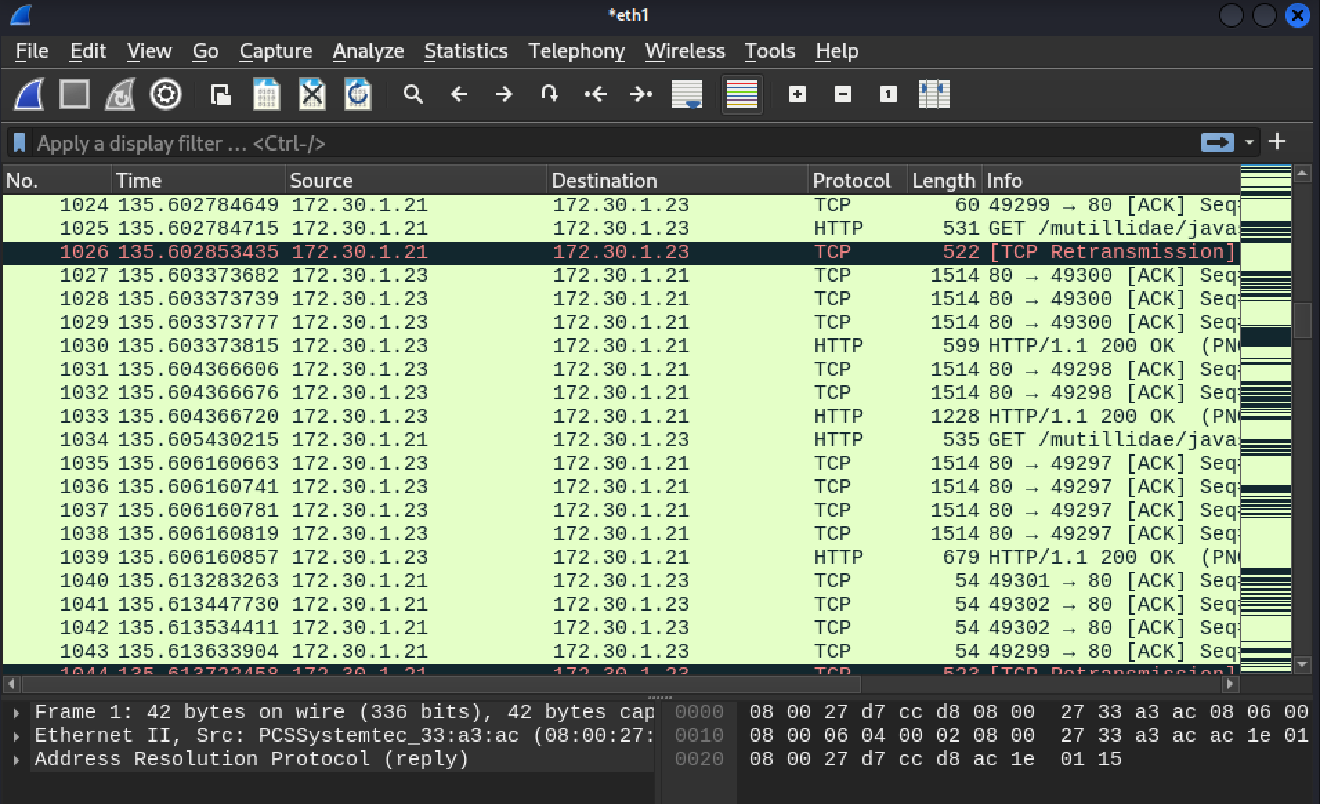 *eth1
File Edit View Go Capture Analyze Statistics Telephony Wireless Tools Help
Apply a display filter … <Ctrl-/>
No. Time Source Destination Protocol Length Info
1024 135.602784649 172.30.1.21 172.30.1.23 TCP 60 49299 → 80 [ACK] Seq=
1025 135.602784715 172.30.1.21 172.30.1.23 HTTP 531 GET /mutillidae/javas
1026 135.602853435 172.30.1.21 172.30.1.23 TCP 522 [TCP Retransmission]
1027 135.603373682 172.30.1.23 172.30.1.21 TCP 1514 80 → 49300 [ACK] Seq=
1028 135.603373739 172.30.1.23 172.30.1.21 TCP 1514 80 → 49300 [ACK] Seq=
1029 135.603373777 172.30.1.23 172.30.1.21 TCP 1514 80 → 49300 [ACK] Seq=
1030 135.603373815 172.30.1.23 172.30.1.21 HTTP 599 HTTP/1.1 200 OK (PNG
1031 135.604366606 172.30.1.23 172.30.1.21 TCP 1514 80 → 49298 [ACK] Seq=
1032 135.604366676 172.30.1.23 172.30.1.21 TCP 1514 80 → 49298 [ACK] Seq=
1033 135.604366720 172.30.1.23 172.30.1.21 HTTP 1228 HTTP/1.1 200 OK (PNG
1034 135.605430215 172.30.1.21 172.30.1.23 HTTP 535 GET /mutillidae/javas
1035 135.606160663 172.30.1.23 172.30.1.21 TCP 1514 80 → 49297 [ACK] Seq=
1036 135.606160741 172.30.1.23 172.30.1.21 TCP 1514 80 → 49297 [ACK] Seq=
1037 135.606160781 172.30.1.23 172.30.1.21 TCP 1514 80 → 49297 [ACK] Seq=
1038 135.606160819 172.30.1.23 172.30.1.21 TCP 1514 80 → 49297 [ACK] Seq=
1039 135.606160857 172.30.1.23 172.30.1.21 HTTP 679 HTTP/1.1 200 OK (PNG
1040 135.613283263 172.30.1.21 172.30.1.23 TCP 54 49301 → 80 [ACK] Seq=
1041 135.613447730 172.30.1.21 172.30.1.23 TCP 54 49302 → 80 [ACK] Seq=
1042 135.613534411 172.30.1.21 172.30.1.23 TCP 54 49302 → 80 [ACK] Seq=
1043 135.613633904 172.30.1.21 172.30.1.23 TCP 54 49299 → 80 [ACK] Seq=
1044 135.613722458 172.30.1.21 172.30.1.23 TCP 523 [TCP Retransmission]
Frame 1: 42 bytes on wire (336 bits), 42 bytes cap
Ethernet II, Src: PCSSystemtec_33:a3:ac (08:00:27:
Address Resolution Protocol (reply)
0000 08 00 27 d7 cc d8 08 00 27 33 a3 ac 08 06 00
0010 08 00 06 04 00 02 08 00 27 33 a3 ac ac 1e 01
0020 08 00 27 d7 cc d8 ac 1e 01 15